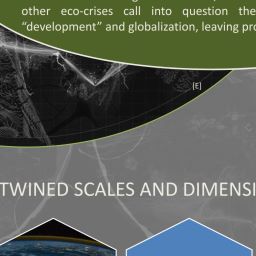 other eco-crises call into question the
“development” and globalization, leaving pro
[E]
TWINED SCALES AND DIMENSI